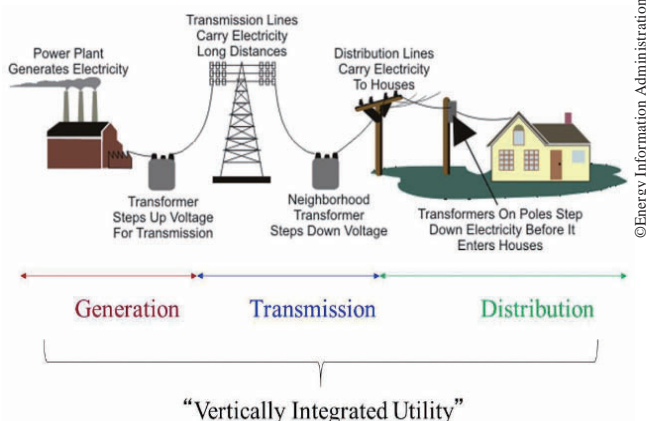 Transmission Lines
Carry Electricity
Long Distances
Power Plant
Generates Electricity
Distribution Lines
Carry Electricity
To Houses
Transformer
Steps Up Voltage
For Transmission
Neighborhood
Transformer
Steps Down Voltage
Transformers On Poles Step
Down Electricity Before It
Enters Houses
©Energy Information Administration
Generation
Transmission
Distribution
“Vertically Integrated Utility”